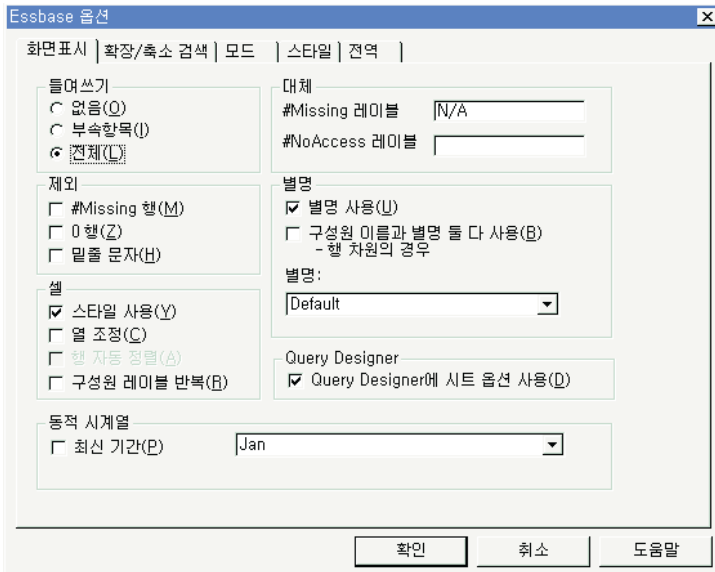 Essbase 옵션
화면표시 확장/축소 검색 모드 스타일 전역
들여쓰기
없음(O)
부속항목(I)
전체(L)
대체
#Missing 레이블 N/A
#NoAccess 레이블
제외
#Missing 행(M)
0 행(Z)
밑줄 문자(H)
별명
별명 사용(U)
구성원 이름과 별명 둘 다 사용(B)
- 행 차원의 경우
별명:
Default
셀
스타일 사용(Y)
열 조정(C)
행 자동 정렬(A)
구성원 레이블 반복(R)
Query Designer
Query Designer에 시트 옵션 사용(D)
동적 시계열
최신 기간(P) Jan
확인 취소 도움말